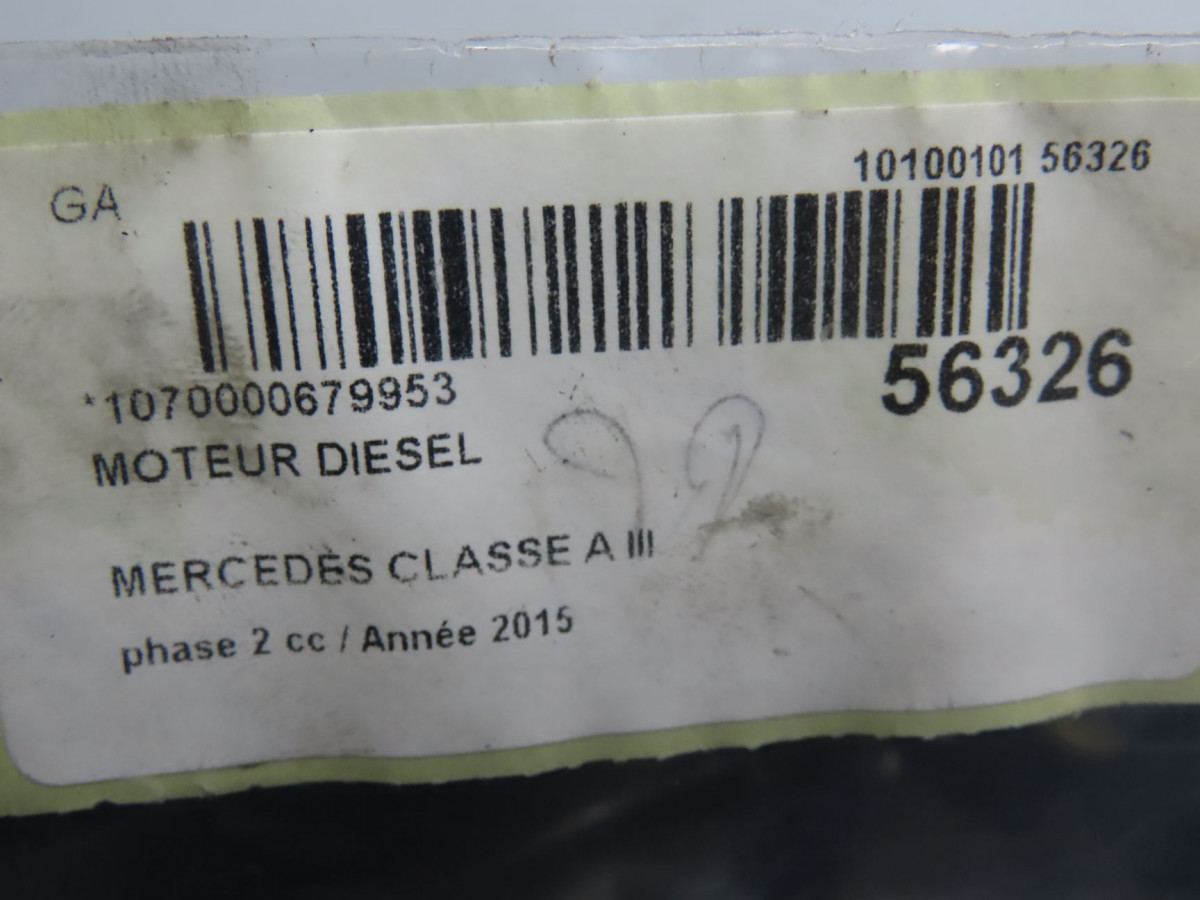 10100101 56326
GA
56326
*1070000679953
MOTEUR DIESEL
MERCEDES CLASSE A III
phase 2 cc / Année 2015